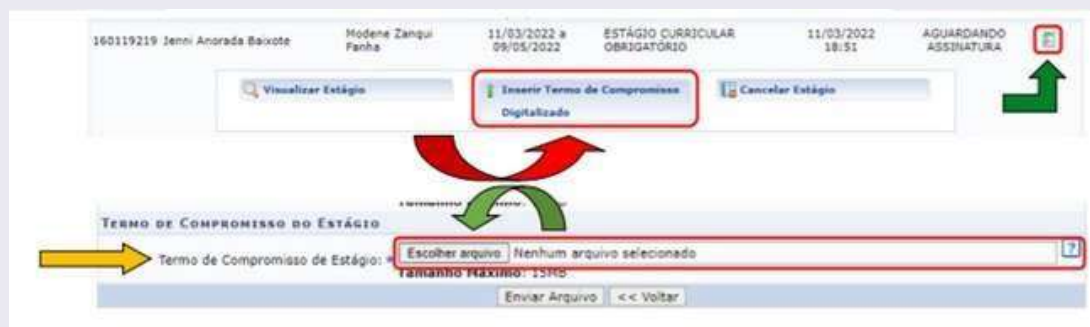 160119219 Jenni Anorada Baixote Modene Zanqui Fanha 11/03/2022 a 09/05/2022 ESTÁGIO CURRICULAR OBRIGATÓRIO 11/03/2022 18:51 AGUARDANDO ASSINATURA
Visualizar Estágio Inserir Termo de Compromisso Digitalizado Cancelar Estágio
TERMO DE COMPROMISSO DO ESTÁGIO
Termo de Compromisso de Estágio: * Escolher arquivo Nenhum arquivo selecionado ?
Tamanho Máximo: 15MB
Enviar Arquivo << Voltar